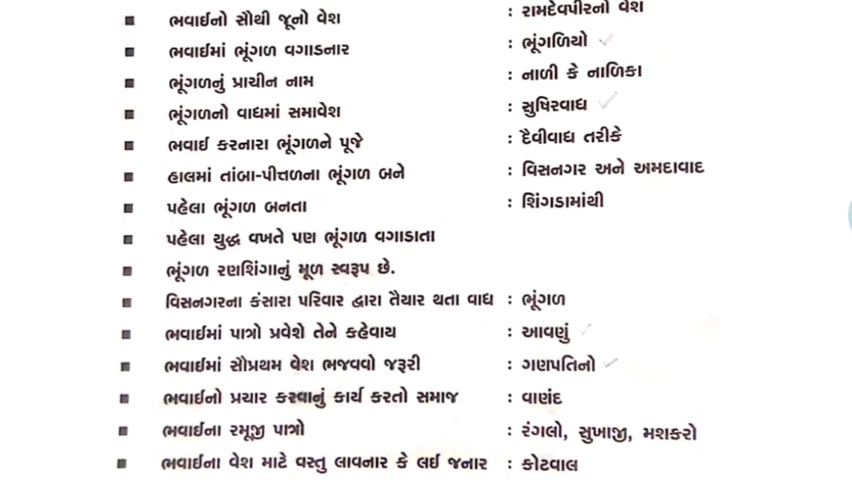 ■ ભવાઈનો સૌથી જૂનો વેશ : રામદેવપીરનો વેશ
■ ભવાઈમાં ભૂંગળ વગાડનાર : ભૂંગળિયો
■ ભૂંગળનું પ્રાચીન નામ : નાળી કે નાળિકા
■ ભૂંગળનો વાધમાં સમાવેશ : સુષિરવાધ
■ ભવાઈ કરનારા ભૂંગળને પૂજે : દૈવીવાધ તરીકે
■ હાલમાં તાંબા-પીત્તળના ભૂંગળ બને : વિસનગર અને અમદાવાદ
■ પહેલા ભૂંગળ બનતા : શિંગડામાંથી
■ પહેલા યુદ્ધ વખતે પણ ભૂંગળ વગાડાતા
■ ભૂંગળ રણશિંગાનું મૂળ સ્વરૂપ છે.
■ વિસનગરના કંસારા પરિવાર દ્વારા તૈયાર થતા વાધ : ભૂંગળ
■ ભવાઈમાં પાત્રો પ્રવેશે તેને કહેવાય : આવણું
■ ભવાઈમાં સૌપ્રથમ વેશ ભજવવો જરૂરી : ગણપતિનો
■ ભવાઈનો પ્રચાર કરવાનું કાર્ય કરતો સમાજ : વાણંદ
■ ભવાઈના રમૂજી પાત્રો : રંગલો, સુખાજી, મશકરો
■ ભવાઈના વેશ માટે વસ્તુ લાવનાર કે લઈ જનાર : કોટવાલ